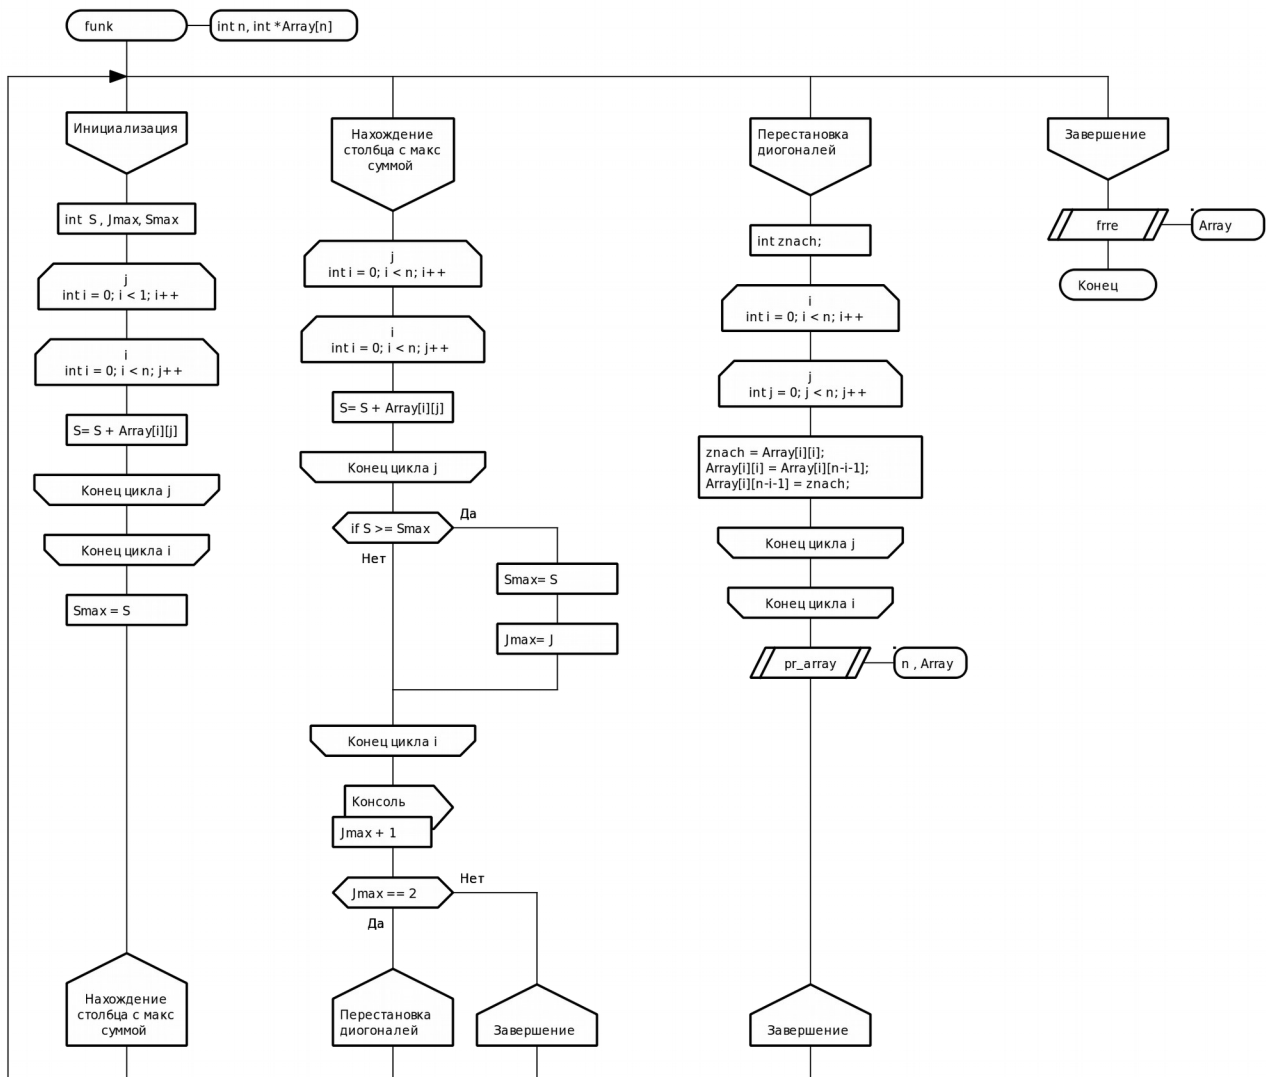 funk
int n, int *Array[n]
Инициализация
int S , Jmax, Smax
j
int i = 0; i < 1; i++
i
int i = 0; i < n; j++
S= S + Array[i][j]
Конец цикла j
Конец цикла i
Smax = S
Нахождение
столбца с макс
суммой
Нахождение
столбца с макс
суммой
j
int i = 0; i < n; i++
i
int i = 0; i < n; j++
S= S + Array[i][j]
Конец цикла j
if S >= Smax
Да
Нет
Smax= S
Jmax= J
Конец цикла i
Консоль
Jmax + 1
Jmax == 2
Нет
Да
Перестановка
диогоналей
Завершение
Перестановка
диогоналей
int znach;
i
int i = 0; i < n; i++
j
int j = 0; j < n; j++
znach = Array[i][i];
Array[i][i] = Array[i][n-i-1];
Array[i][n-i-1] = znach;
Конец цикла j
Конец цикла i
pr_array
n , Array
Завершение
Завершение
frre
Array
Конец